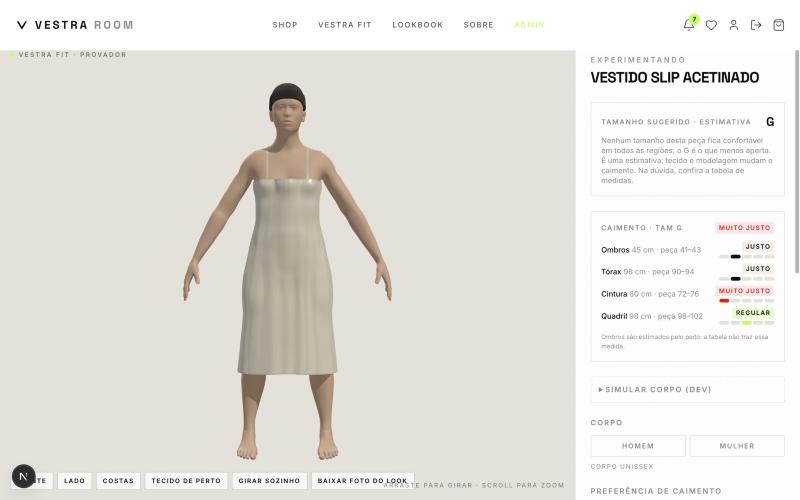 VESTRA ROOM
SHOP VESTRA FIT LOOKBOOK SOBRE ADMIN
7
VESTRA FIT · PROVADOR
EXPERIMENTANDO
VESTIDO SLIP ACETINADO
TAMANHO SUGERIDO · ESTIMATIVA G
Nenhum tamanho desta peça fica confortável
em todas as regiões; o G é o que menos aperta.
É uma estimativa: tecido e modelagem mudam o
caimento. Na dúvida, confira a tabela de
medidas.
CAIMENTO · TAM G MUITO JUSTO
Ombros 45 cm · peça 41–43 JUSTO
Tórax 96 cm · peça 90–94 JUSTO
Cintura 80 cm · peça 72–76 MUITO JUSTO
Quadril 98 cm · peça 98–102 REGULAR
Ombros são estimados pelo peito: a tabela não traz essa
medida.
▶ SIMULAR CORPO (DEV)
CORPO
HOMEM MULHER
CORPO UNISSEX
PREFERÊNCIA DE CAIMENTO
N
TE LADO COSTAS TECIDO DE PERTO GIRAR SOZINHO BAIXAR FOTO DO LOOK
ARRASTE PARA GIRAR · SCROLL PARA ZOOM